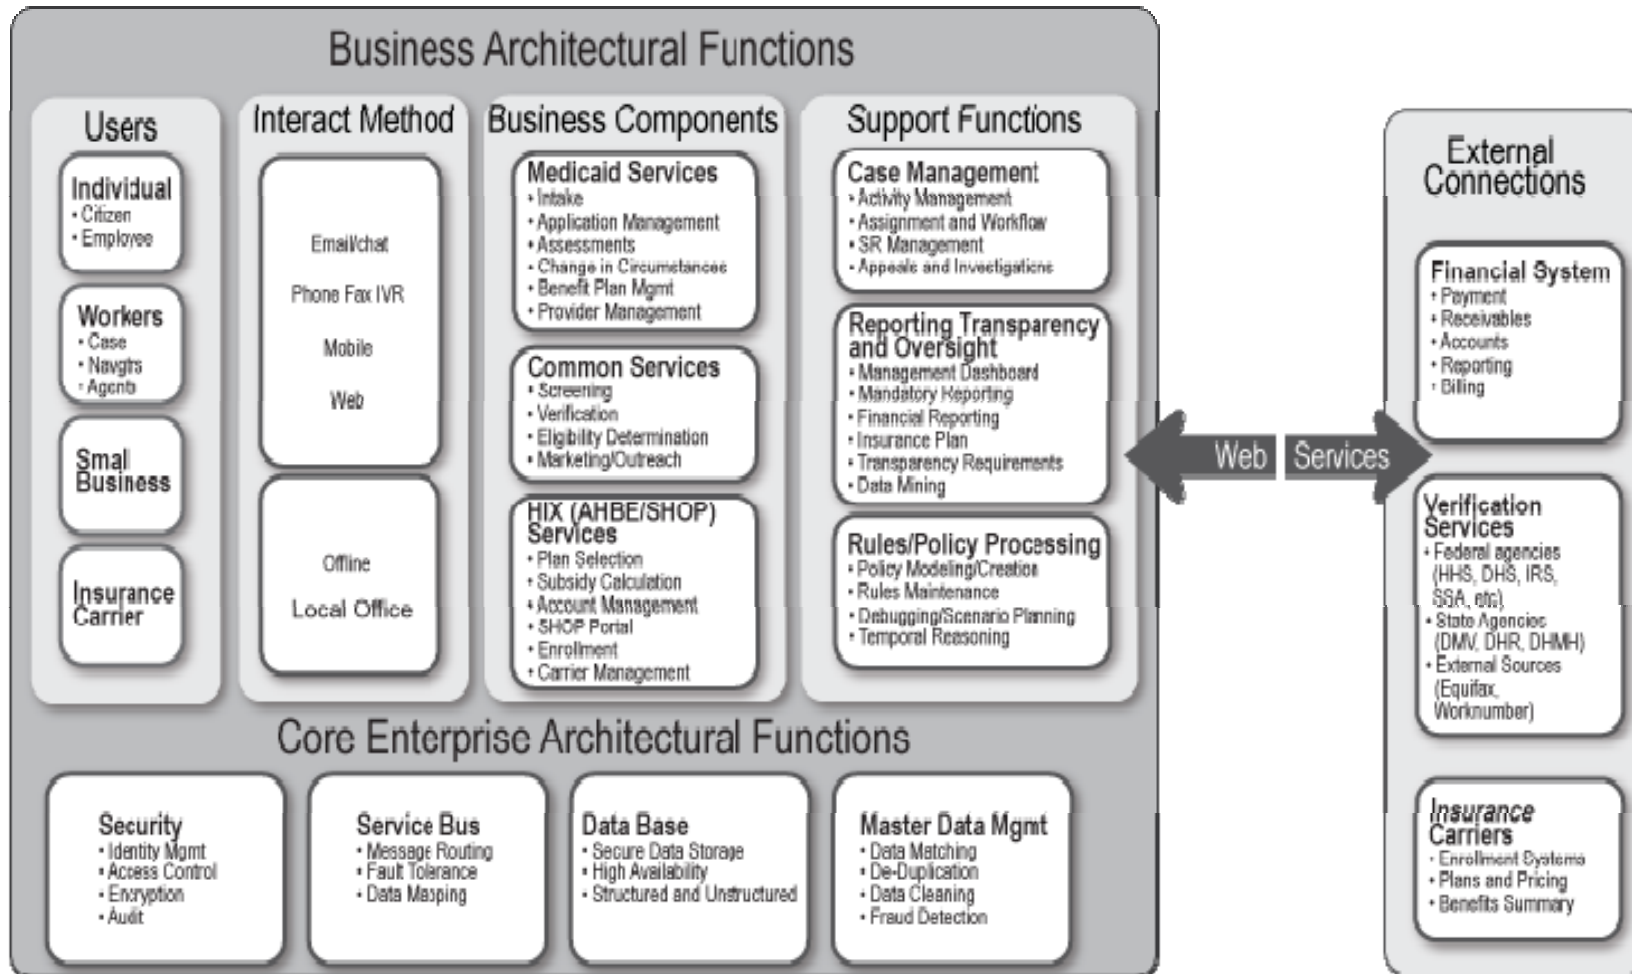 Business Architectural Functions
Users
Individual
• Citizen
• Employee
Workers
• Case
• Navgtrs
• Agents
Smal
Business
Insurance
Carrier
Interact Method
Email/chat
Phone Fax IVR
Mobile
Web
Offline
Local Office
Business Components
Medicaid Services
• Intake
• Application Management
• Assessments
• Change in Circumstances
• Benefit Plan Mgmt
• Provider Management
Common Services
• Screening
• Verification
• Eligibility Determination
• Marketing/Outreach
HIX (AHBE/SHOP)
Services
• Plan Selection
• Subsidy Calculation
• Account Management
• SHOP Portal
• Enrollment
• Carrier Management
Support Functions
Case Management
• Activity Management
• Assignment and Workflow
• SR Management
• Appeals and Investigations
Reporting Transparency
and Oversight
• Management Dashboard
• Mandatory Reporting
• Financial Reporting
• Insurance Plan
• Transparency Requirements
• Data Mining
Rules/Policy Processing
• Policy Modeling/Creation
• Rules Maintenance
• Debugging/Scenario Planning
• Temporal Reasoning
Core Enterprise Architectural Functions
Security
• Identity Mgmt
• Access Control
• Encryption
• Audit
Service Bus
• Message Routing
• Fault Tolerance
• Data Mapping
Data Base
• Secure Data Storage
• High Availability
• Structured and Unstructured
Master Data Mgmt
• Data Matching
• De-Duplication
• Data Cleaning
• Fraud Detection
Web Services
External
Connections
Financial System
• Payment
• Receivables
• Accounts
• Reporting
• Billing
Verification
Services
• Federal agencies
(HHS, DHS, IRS,
SSA, etc)
• State Agencies
(DMV, DHR, DHMH)
• External Sources
(Equifax,
Worknumber)
Insurance
Carriers
• Enrollment Systems
• Plans and Pricing
• Benefits Summary